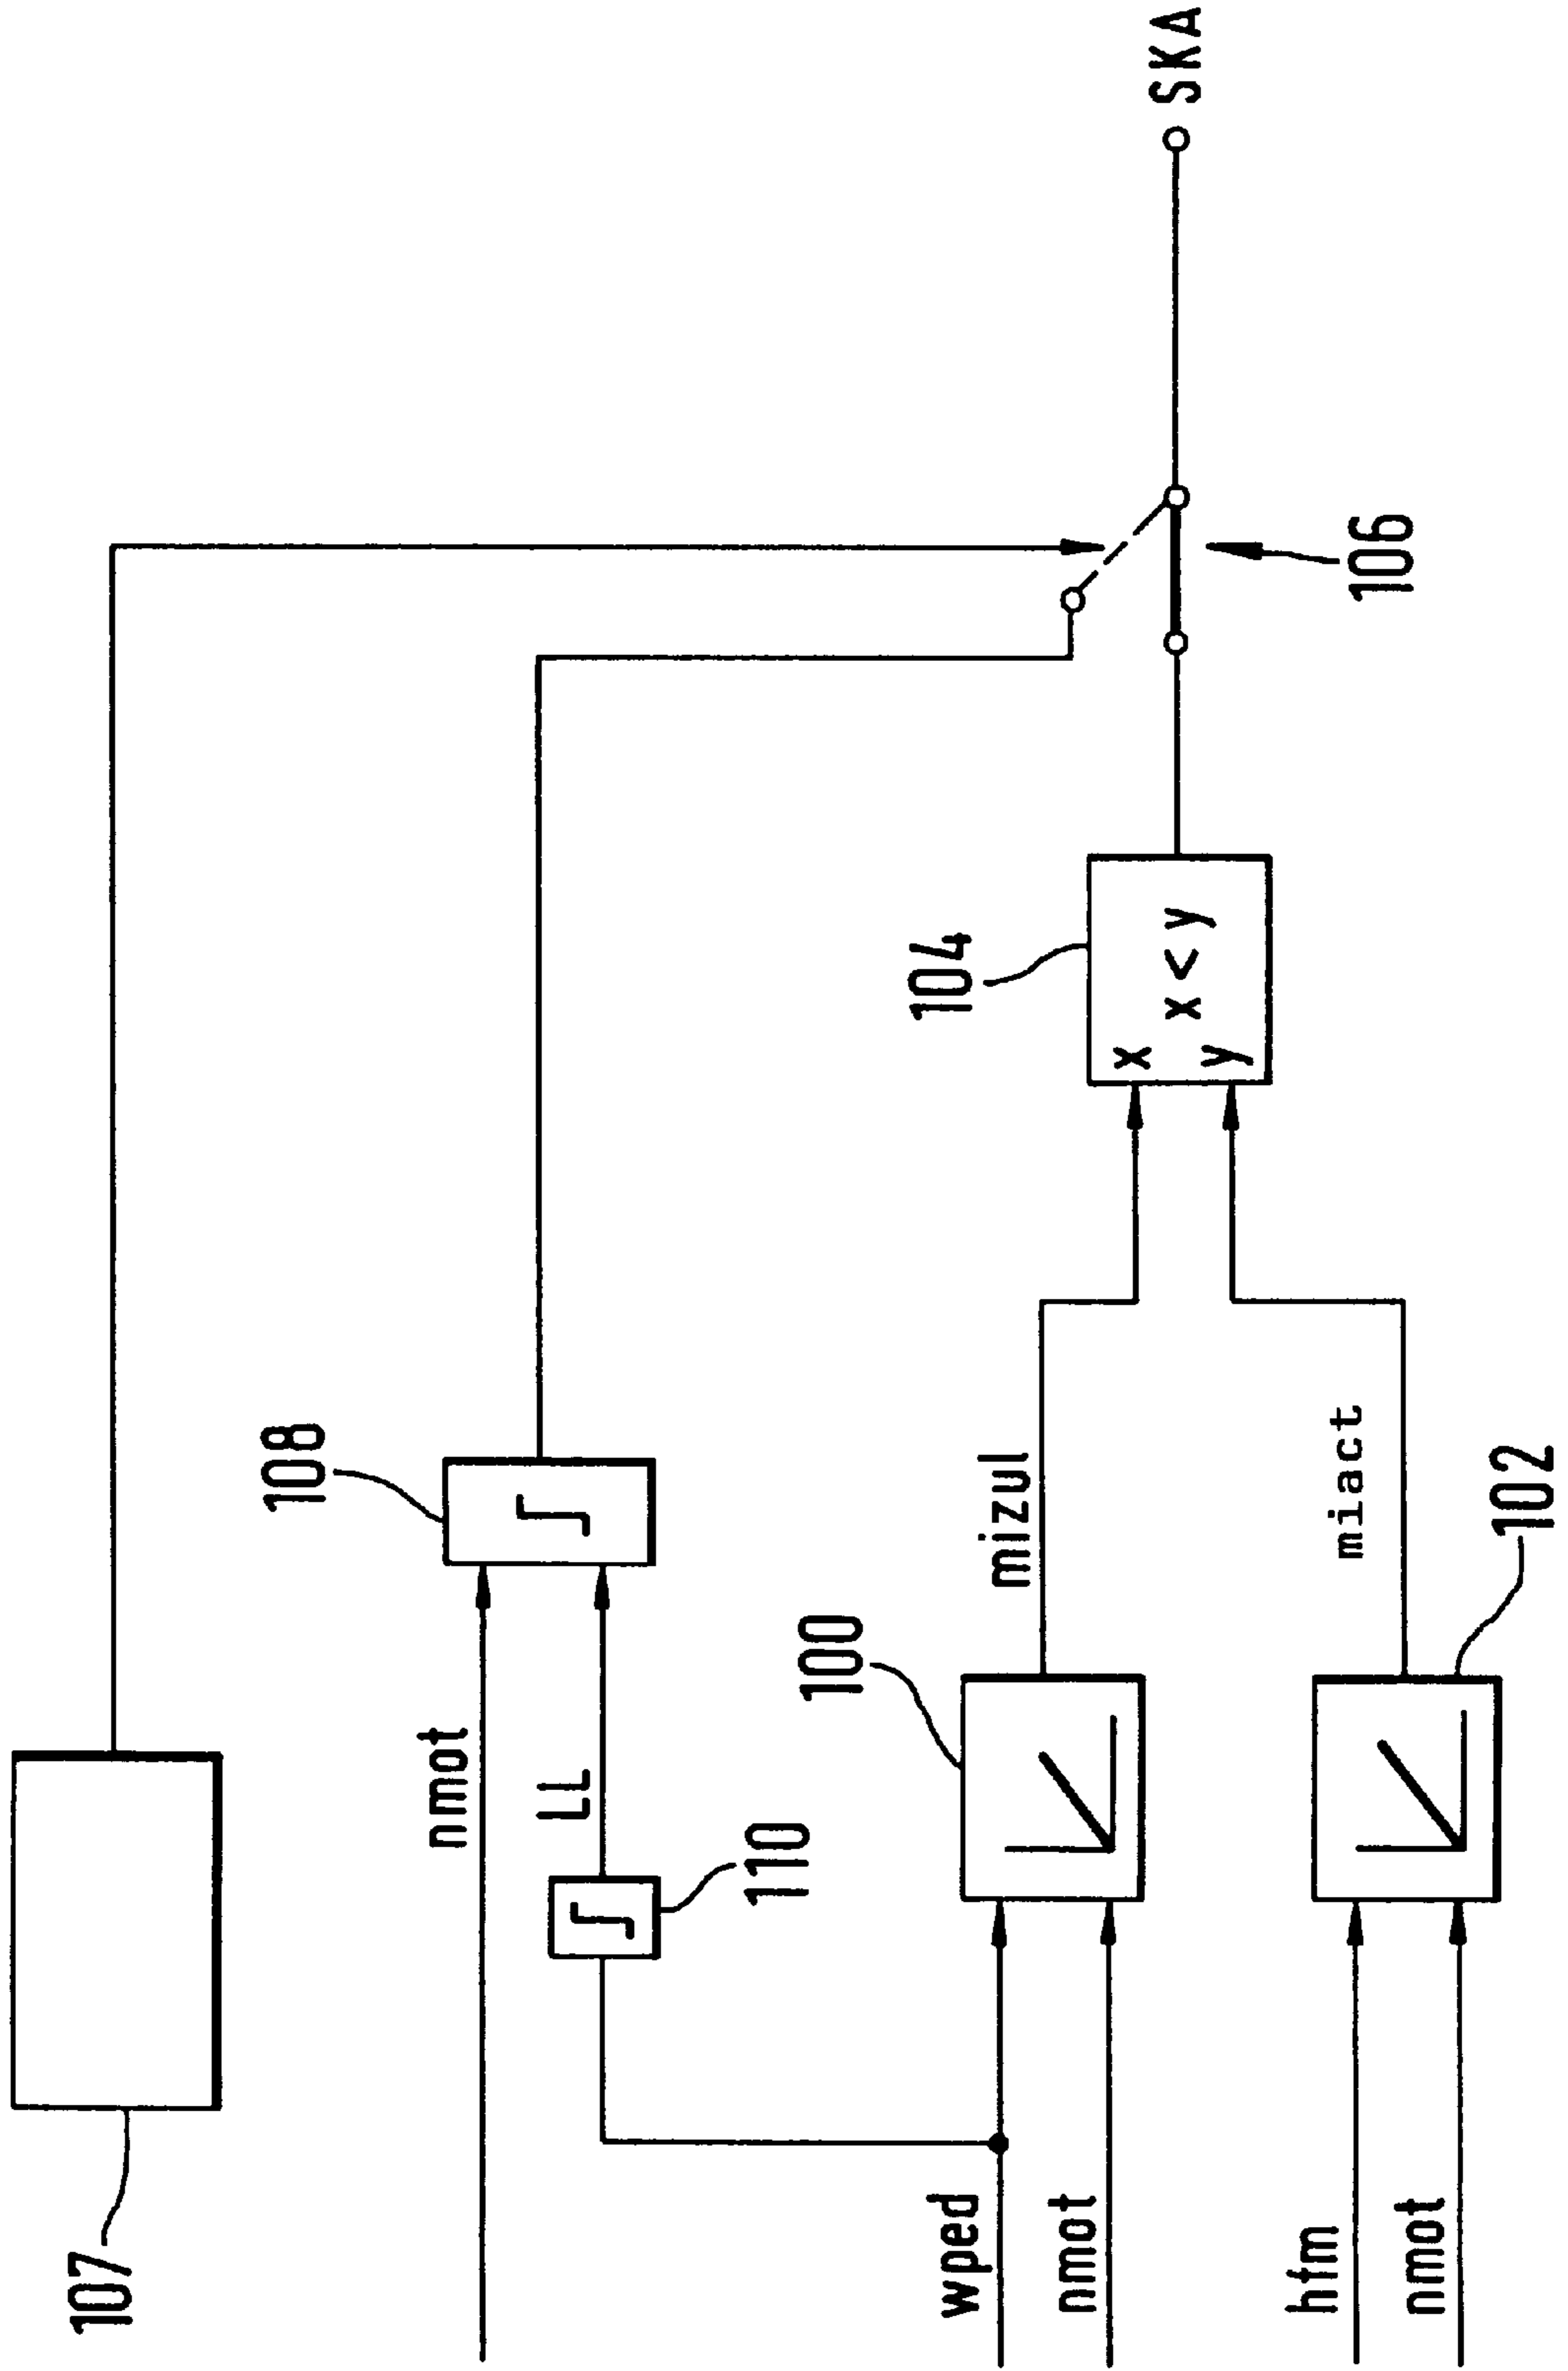 107
108
nmot
LL
110
SKA
106
104
x
x < y
y
100
mizul
wped
nmot
miact
102
hfm
nmot